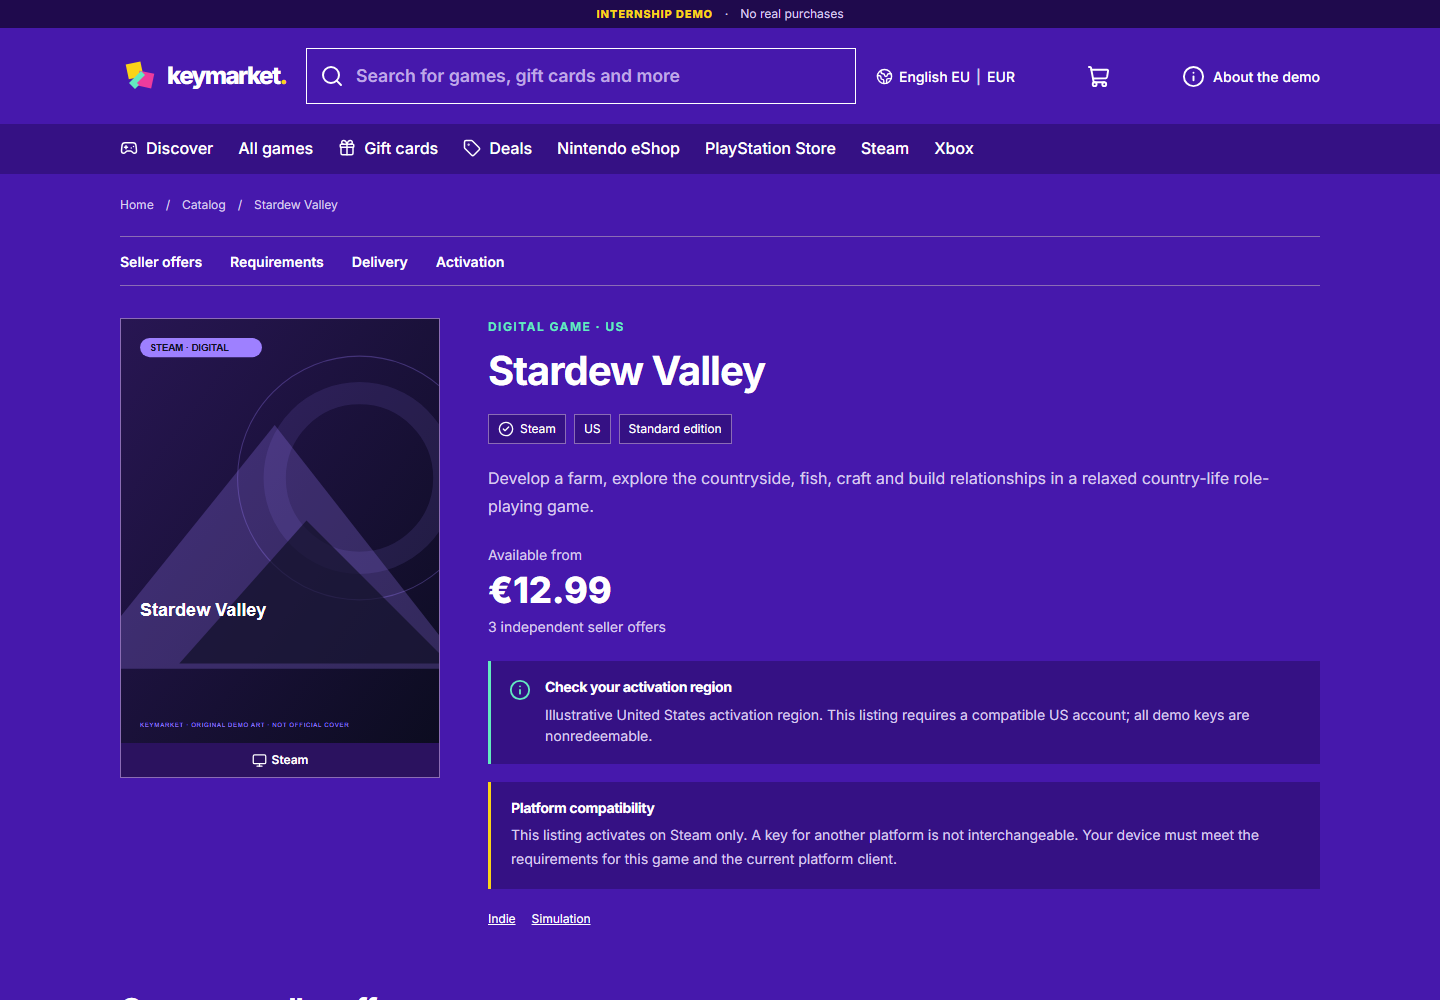 INTERNSHIP DEMO · No real purchases
keymarket.
Search for games, gift cards and more
English EU | EUR
About the demo
Discover
All games
Gift cards
Deals
Nintendo eShop
PlayStation Store
Steam
Xbox
Home / Catalog / Stardew Valley
Seller offers
Requirements
Delivery
Activation
STEAM · DIGITAL
Stardew Valley
KEYMARKET · ORIGINAL DEMO ART · NOT OFFICIAL COVER
Steam
DIGITAL GAME · US
Stardew Valley
Steam
US
Standard edition
Develop a farm, explore the countryside, fish, craft and build relationships in a relaxed country-life role-
playing game.
Available from
€12.99
3 independent seller offers
Check your activation region
Illustrative United States activation region. This listing requires a compatible US account; all demo keys are
nonredeemable.
Platform compatibility
This listing activates on Steam only. A key for another platform is not interchangeable. Your device must meet the
requirements for this game and the current platform client.
Indie
Simulation